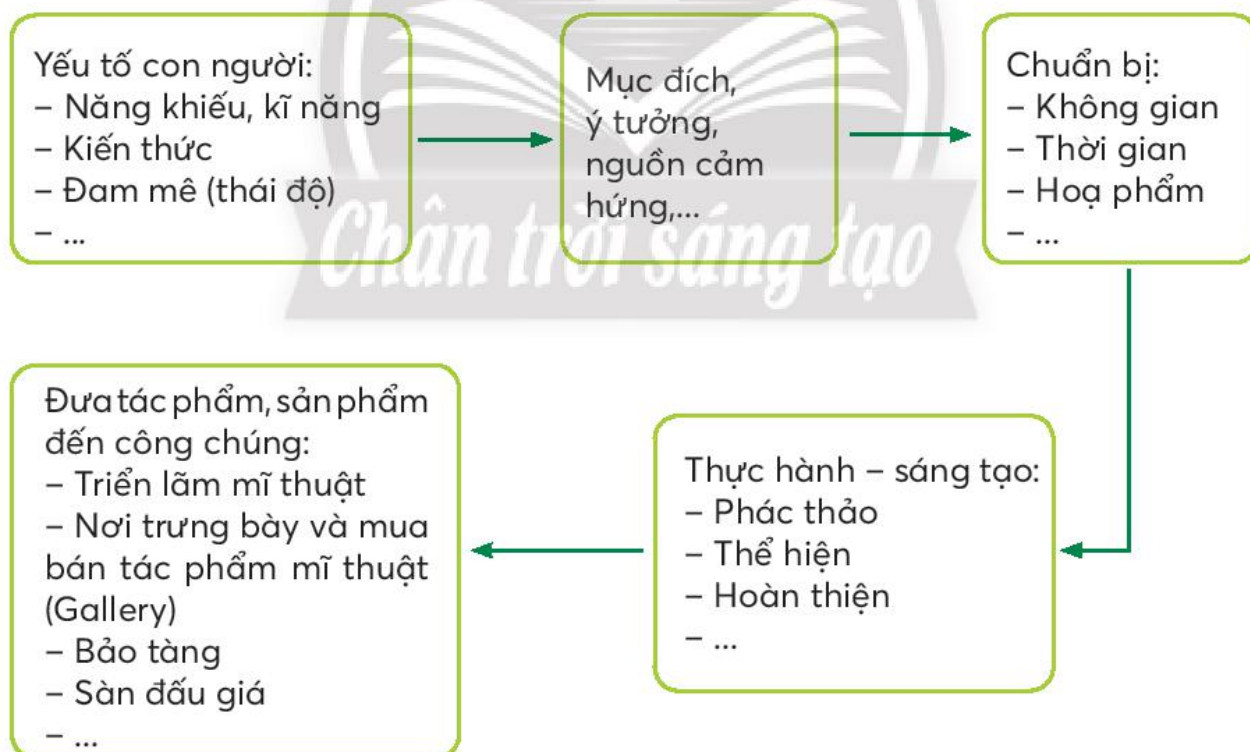 Yếu tố con người:
– Năng khiếu, kĩ năng
– Kiến thức
– Đam mê (thái độ)
– ...
Mục đích,
ý tưởng,
nguồn cảm
hứng,...
Chuẩn bị:
– Không gian
– Thời gian
– Hoạ phẩm
– ...
Chân trời sáng tạo
Thực hành – sáng tạo:
– Phác thảo
– Thể hiện
– Hoàn thiện
– ...
Đưa tác phẩm, sản phẩm
đến công chúng:
– Triển lãm mĩ thuật
– Nơi trưng bày và mua
bán tác phẩm mĩ thuật
(Gallery)
– Bảo tàng
– Sàn đấu giá
– ...